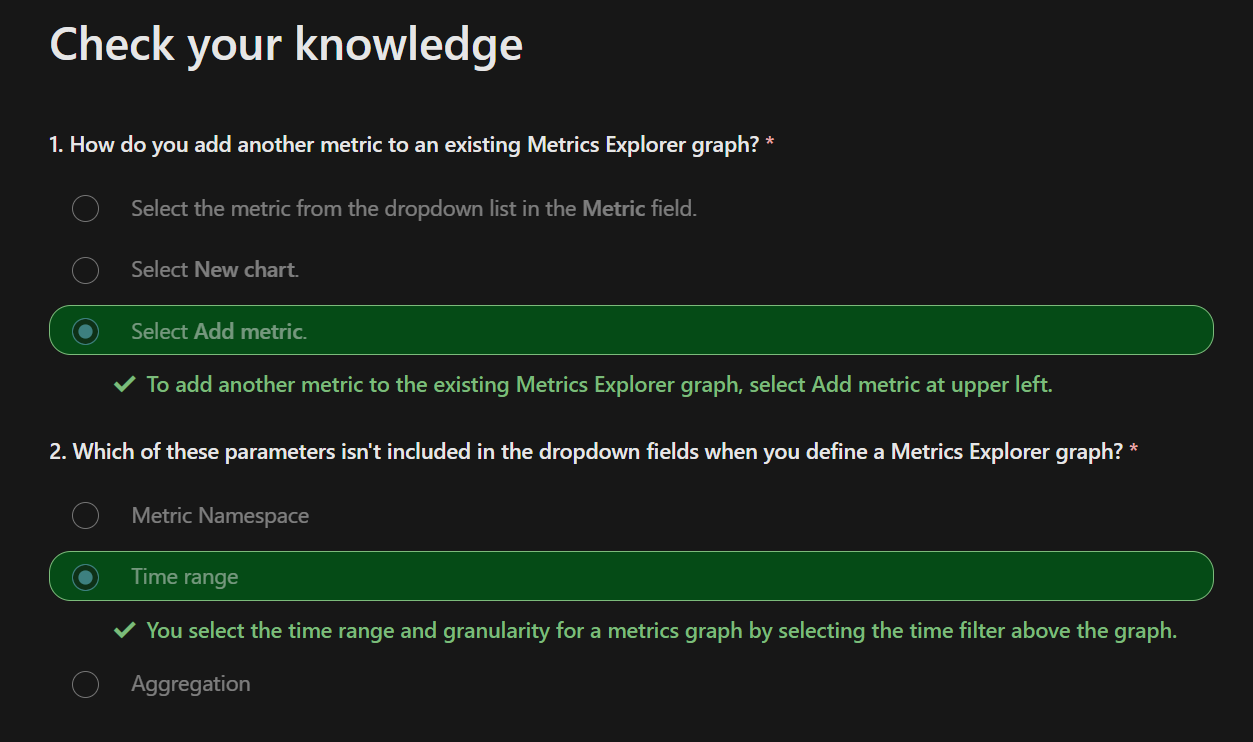 Check your knowledge
1. How do you add another metric to an existing Metrics Explorer graph? *
Select the metric from the dropdown list in the Metric field.
Select New chart.
Select Add metric.
To add another metric to the existing Metrics Explorer graph, select Add metric at upper left.
2. Which of these parameters isn't included in the dropdown fields when you define a Metrics Explorer graph? *
Metric Namespace
Time range
You select the time range and granularity for a metrics graph by selecting the time filter above the graph.
Aggregation